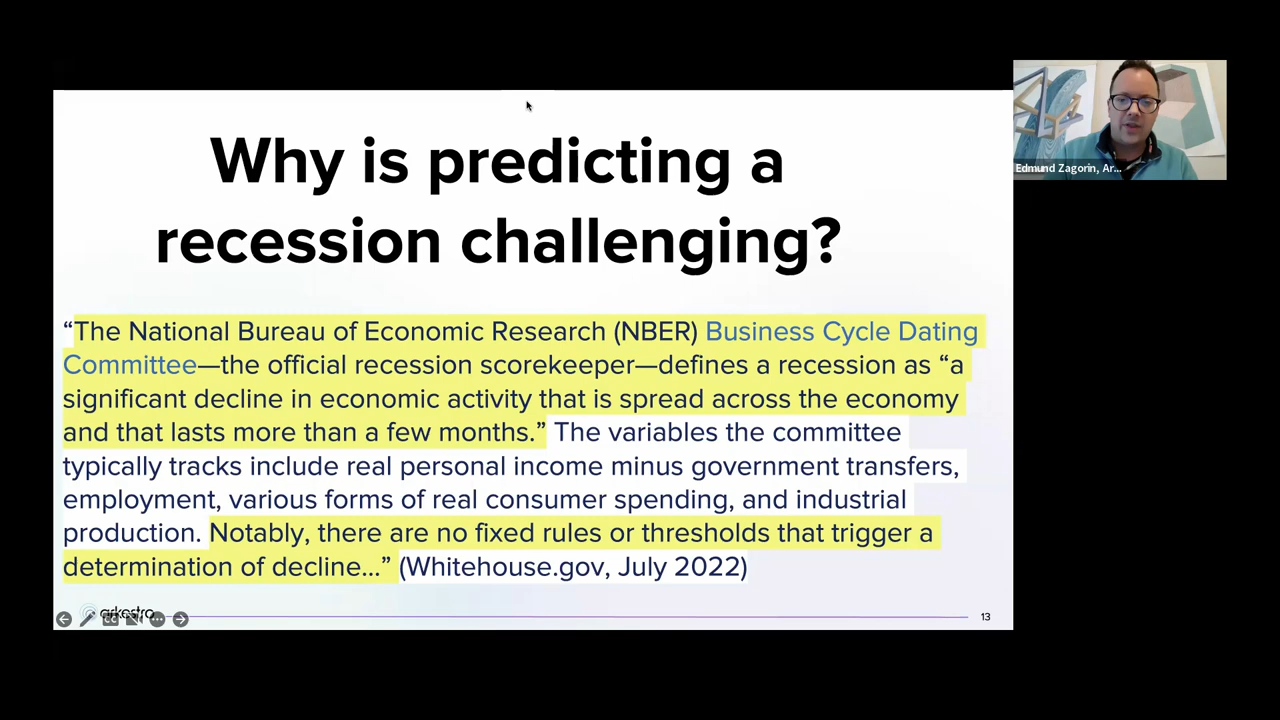 Why is predicting a
recession challenging?
“The National Bureau of Economic Research (NBER) Business Cycle Dating
Committee—the official recession scorekeeper—defines a recession as “a
significant decline in economic activity that is spread across the economy
and that lasts more than a few months.” The variables the committee
typically tracks include real personal income minus government transfers,
employment, various forms of real consumer spending, and industrial
production. Notably, there are no fixed rules or thresholds that trigger a
determination of decline...” (Whitehouse.gov, July 2022)
arkestro
13
Edmund Zagorin, Ar...